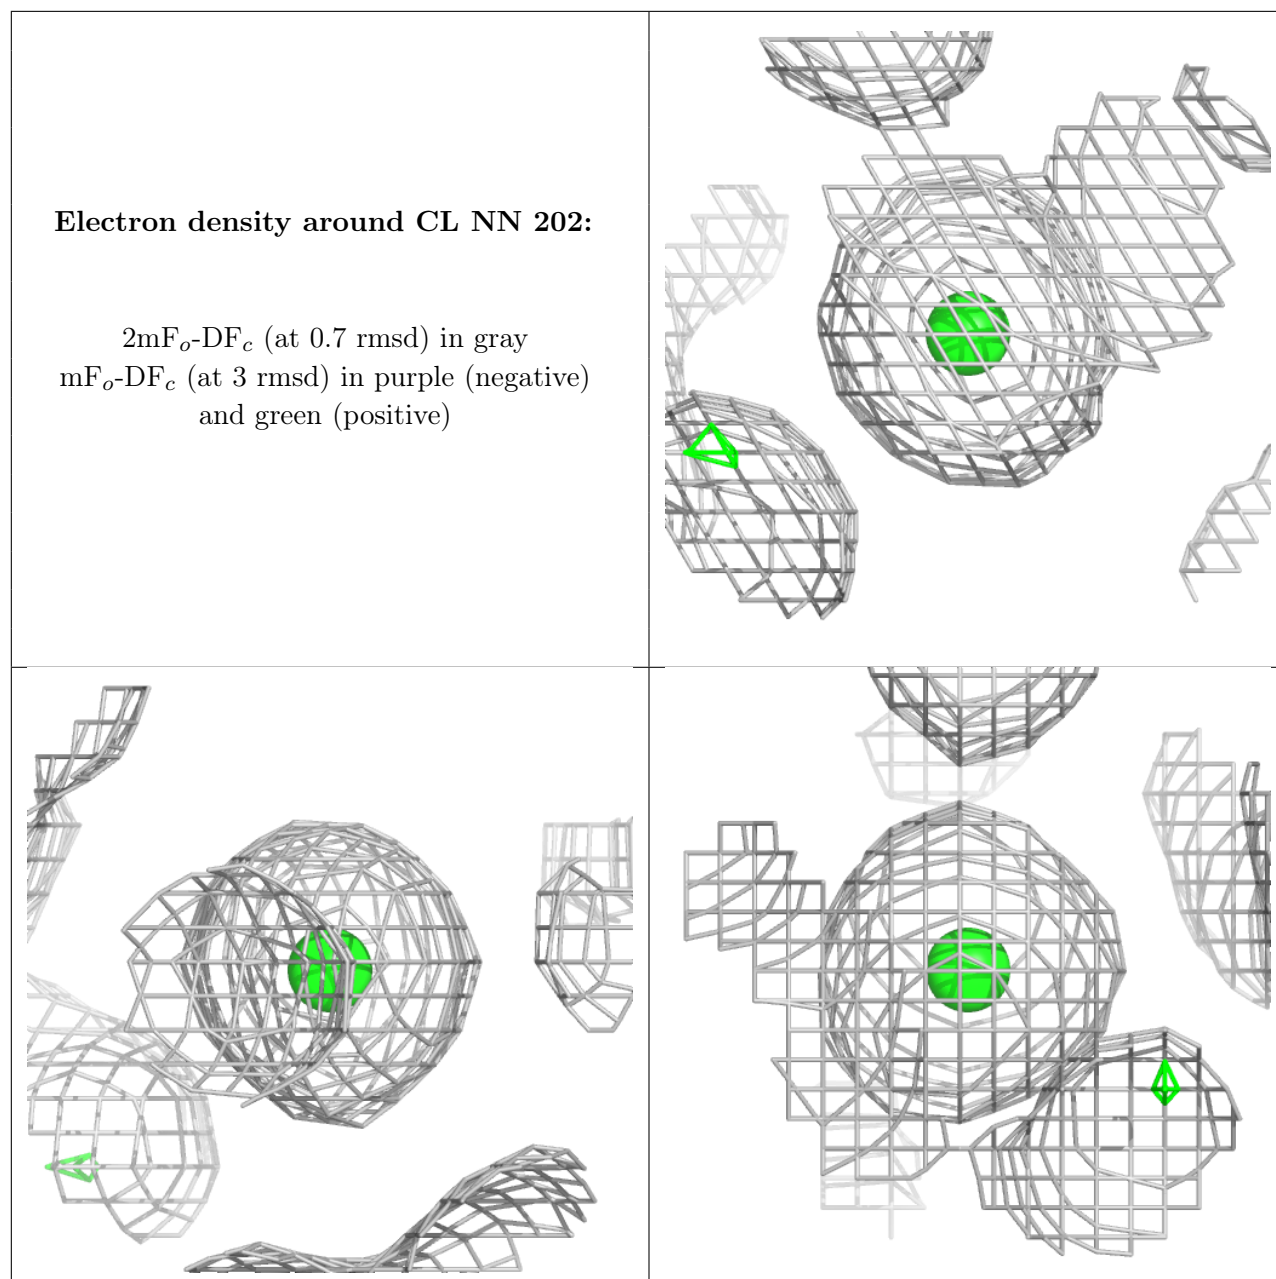 Electron density around CL NN 202:
2mFo-DFc (at 0.7 rmsd) in gray
mFo-DFc (at 3 rmsd) in purple (negative)
and green (positive)